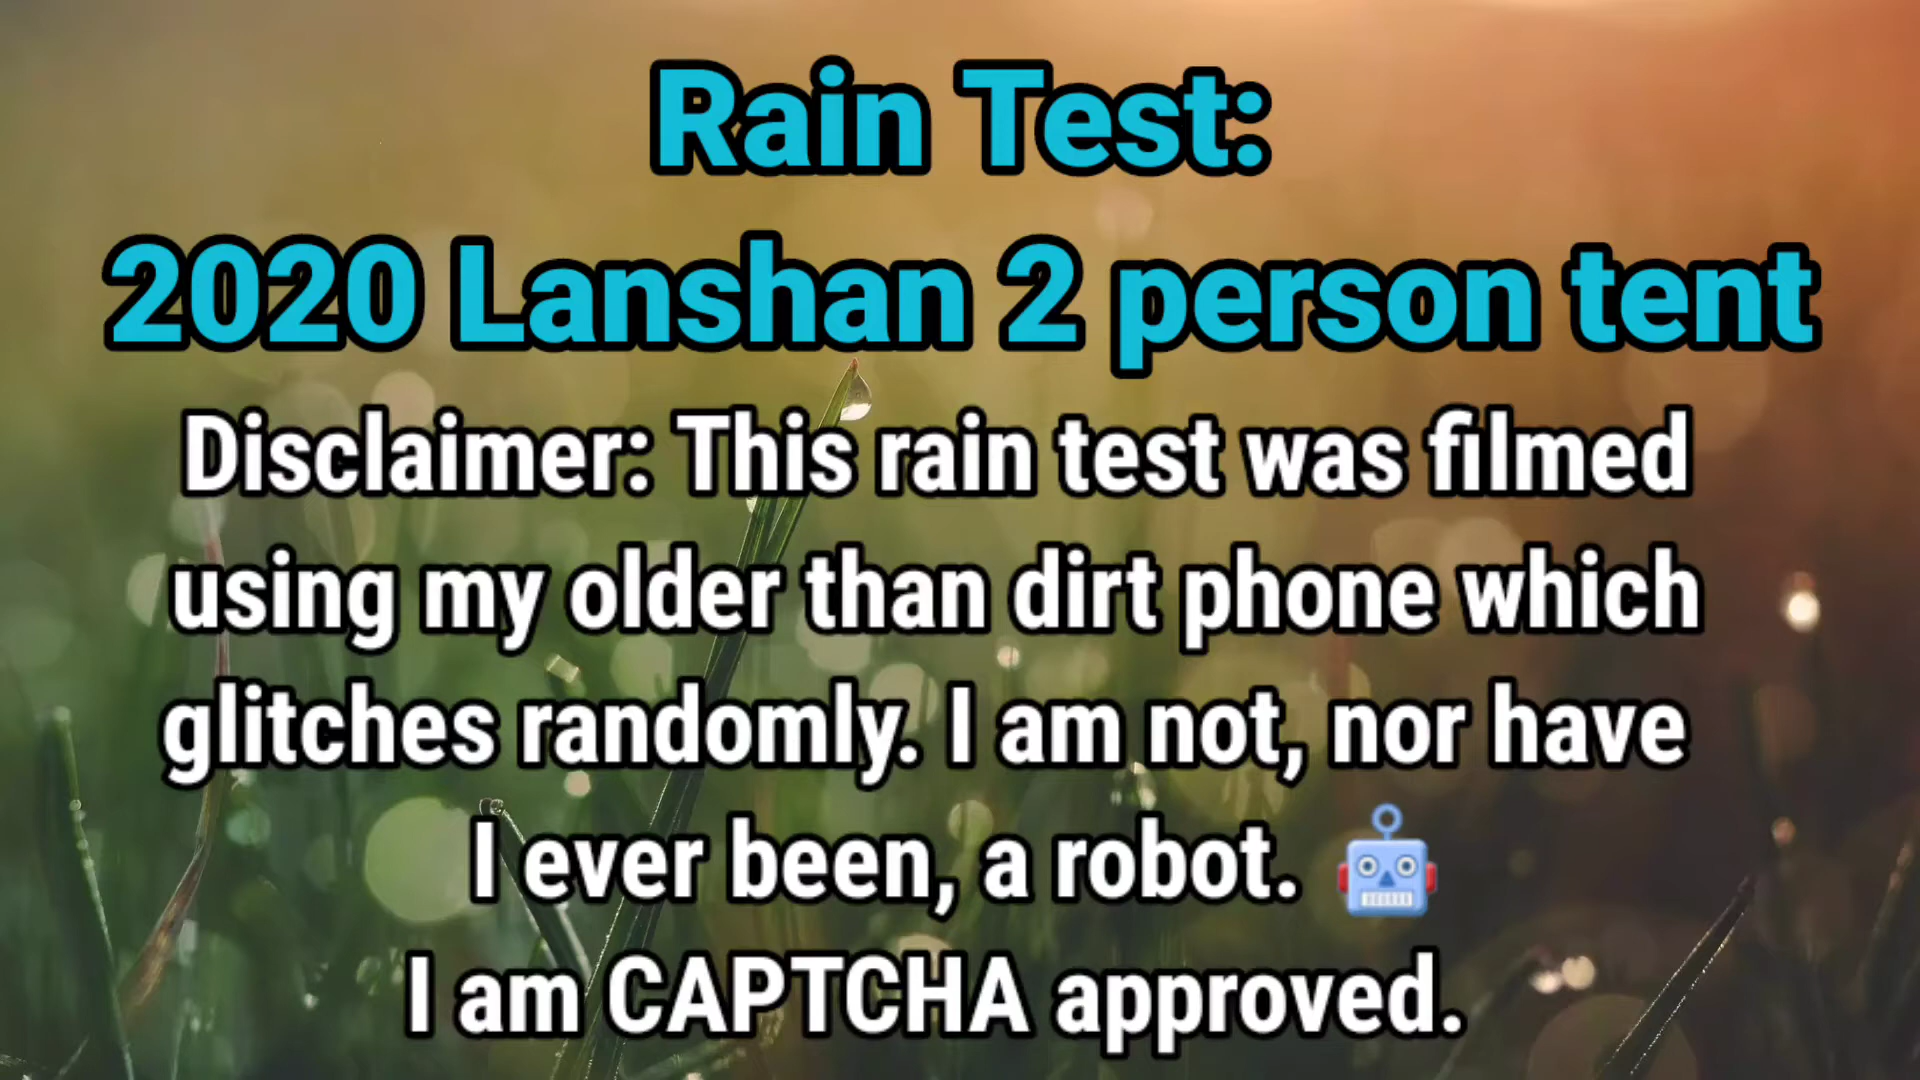 Rain Test:
2020 Lanshan 2 person tent
Disclaimer: This rain test was filmed
using my older than dirt phone which
glitches randomly. I am not, nor have
I ever been, a robot. 🤖
I am CAPTCHA approved.